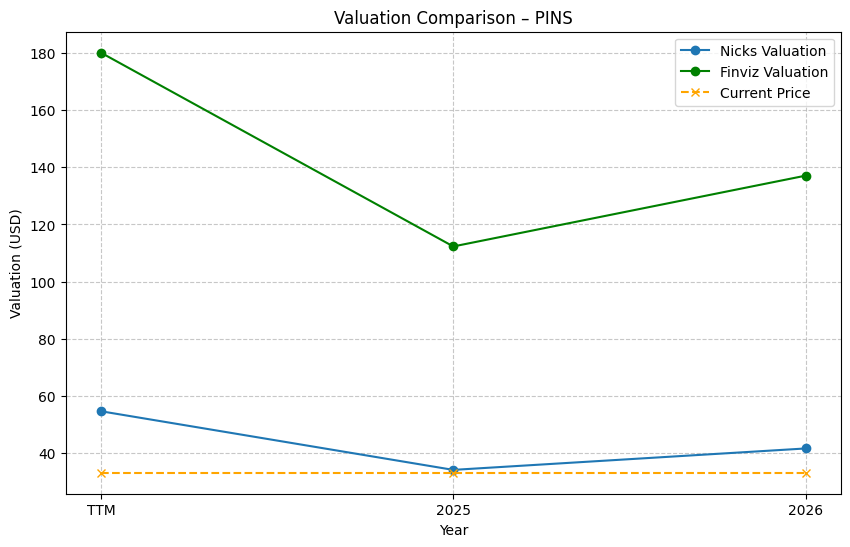 Valuation Comparison – PINS
Nicks Valuation
Finviz Valuation
Current Price
Valuation (USD)
180
160
140
120
100
80
60
40
TTM
2025
2026
Year